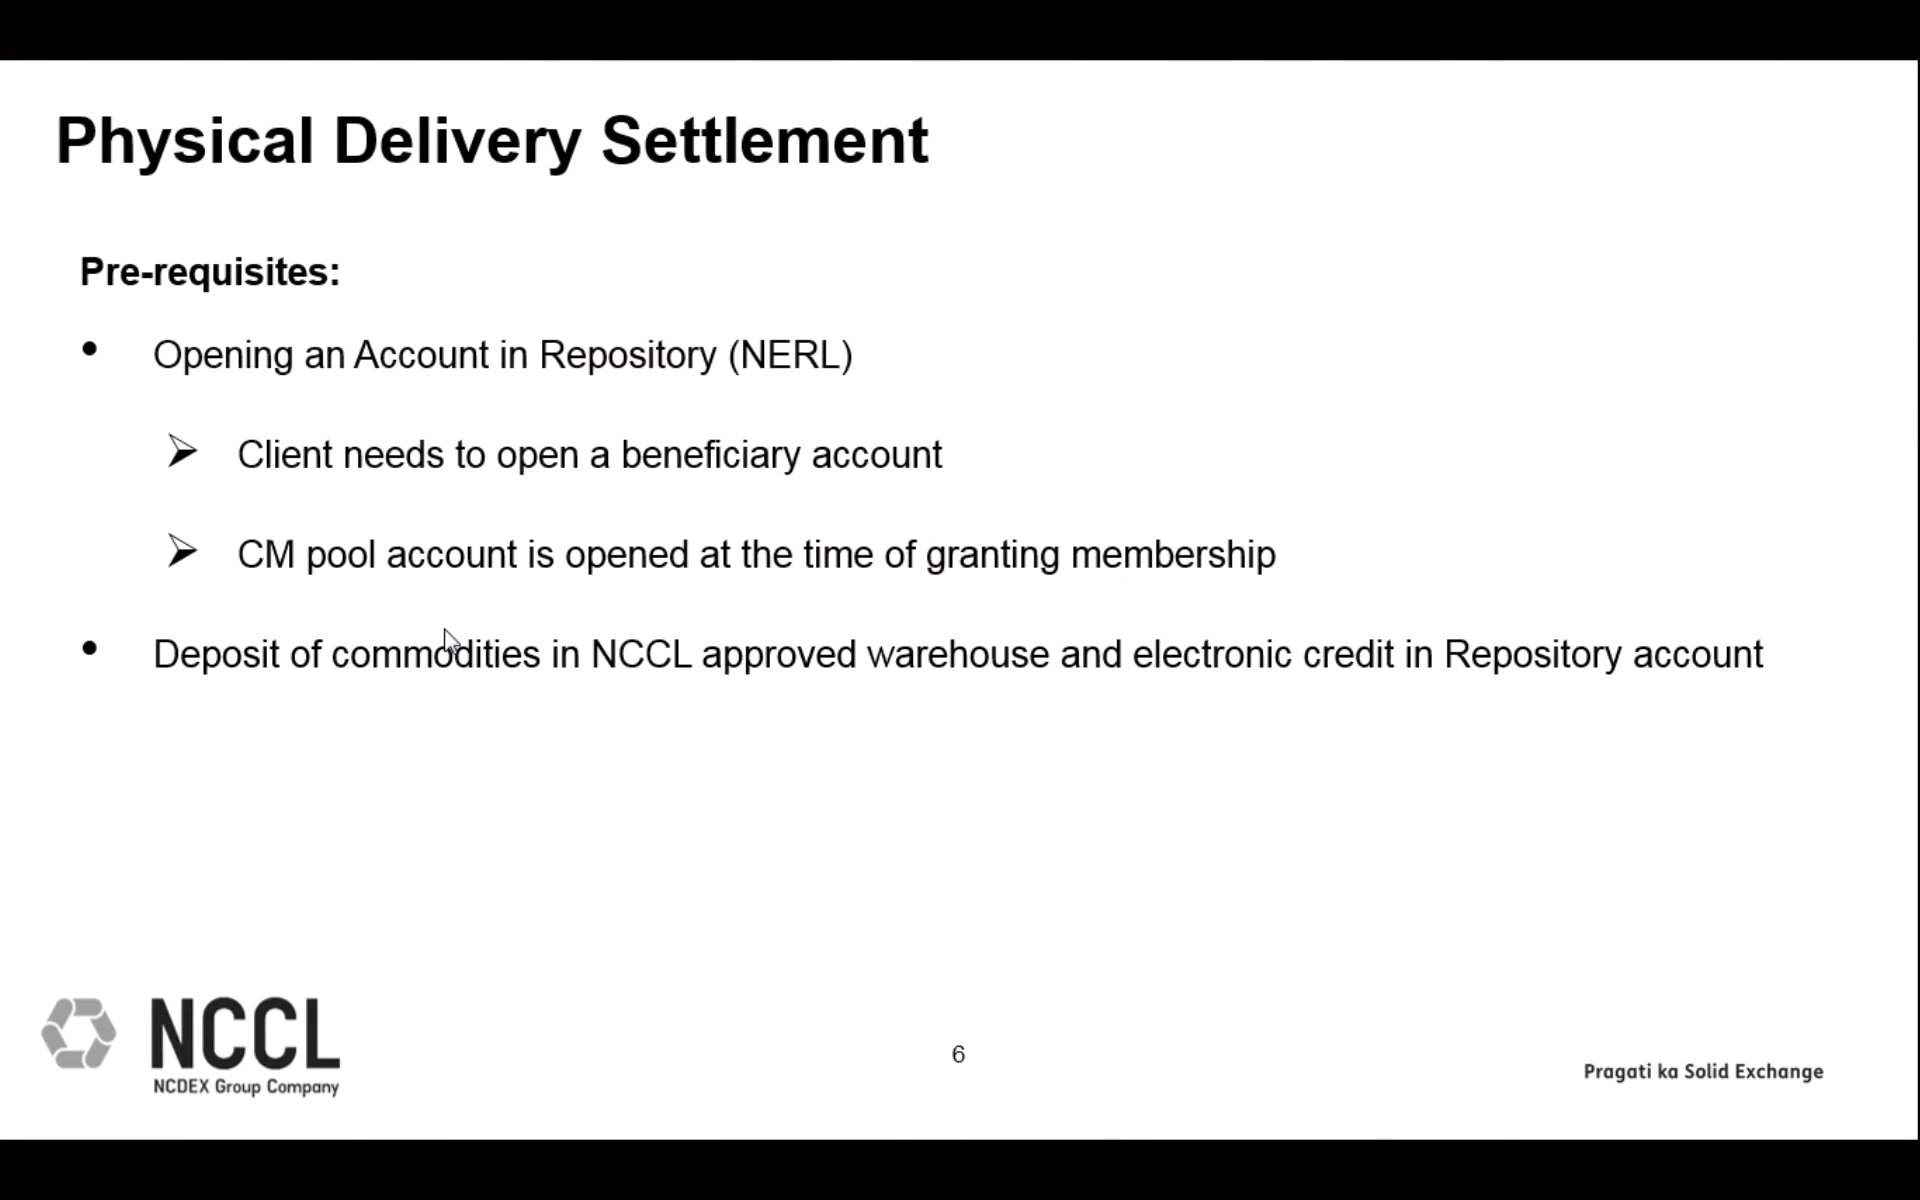 Physical Delivery Settlement
Pre-requisites:
• Opening an Account in Repository (NERL)
➢ Client needs to open a beneficiary account
➢ CM pool account is opened at the time of granting membership
• Deposit of commodities in NCCL approved warehouse and electronic credit in Repository account
NCCL
NCDEX Group Company
6
Pragati ka Solid Exchange